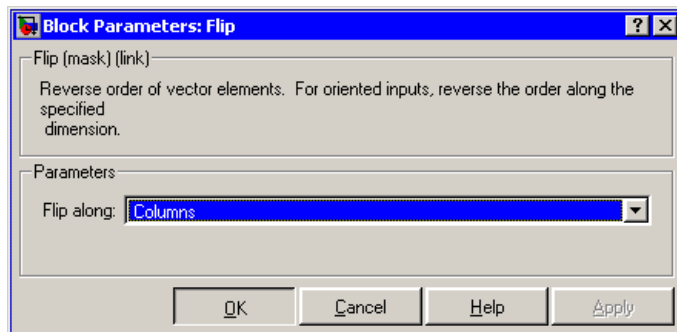 Block Parameters: Flip
Flip (mask) (link)
Reverse order of vector elements.  For oriented inputs, reverse the order along the
specified
dimension.
Parameters
Flip along: Columns
OK Cancel Help Apply